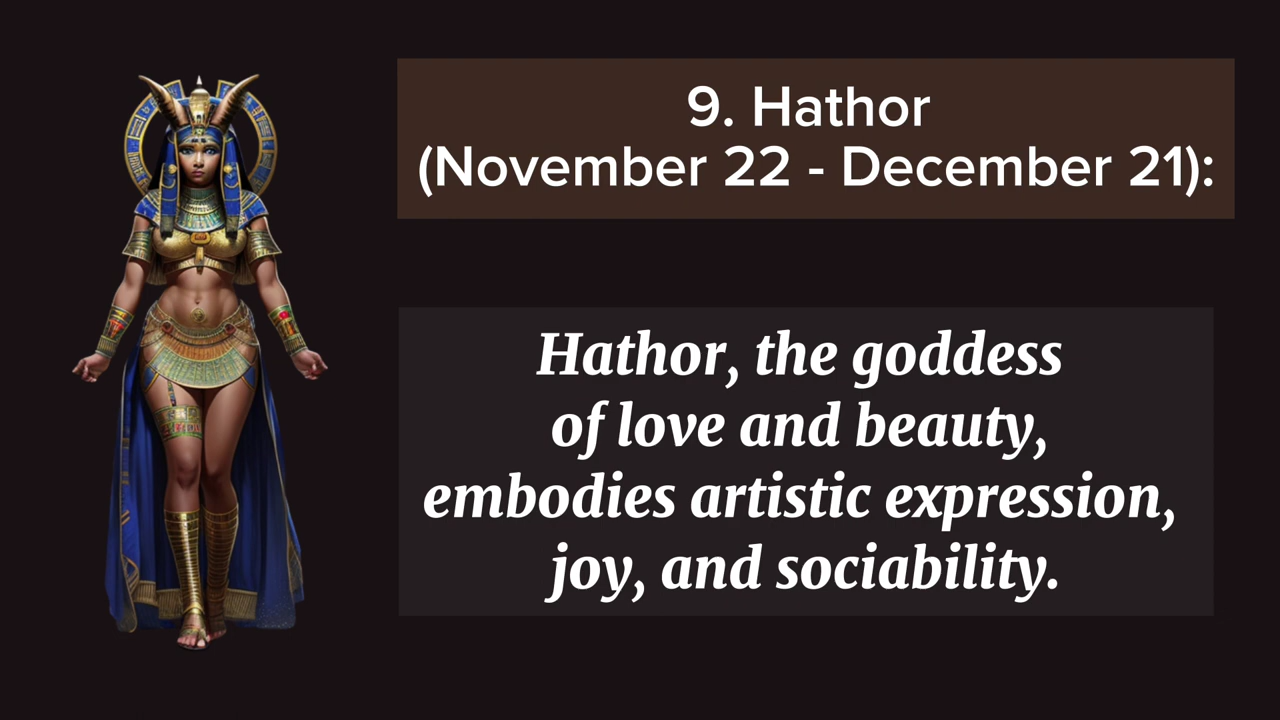 9. Hathor
(November 22 - December 21):
Hathor, the goddess
of love and beauty,
embodies artistic expression,
joy, and sociability.